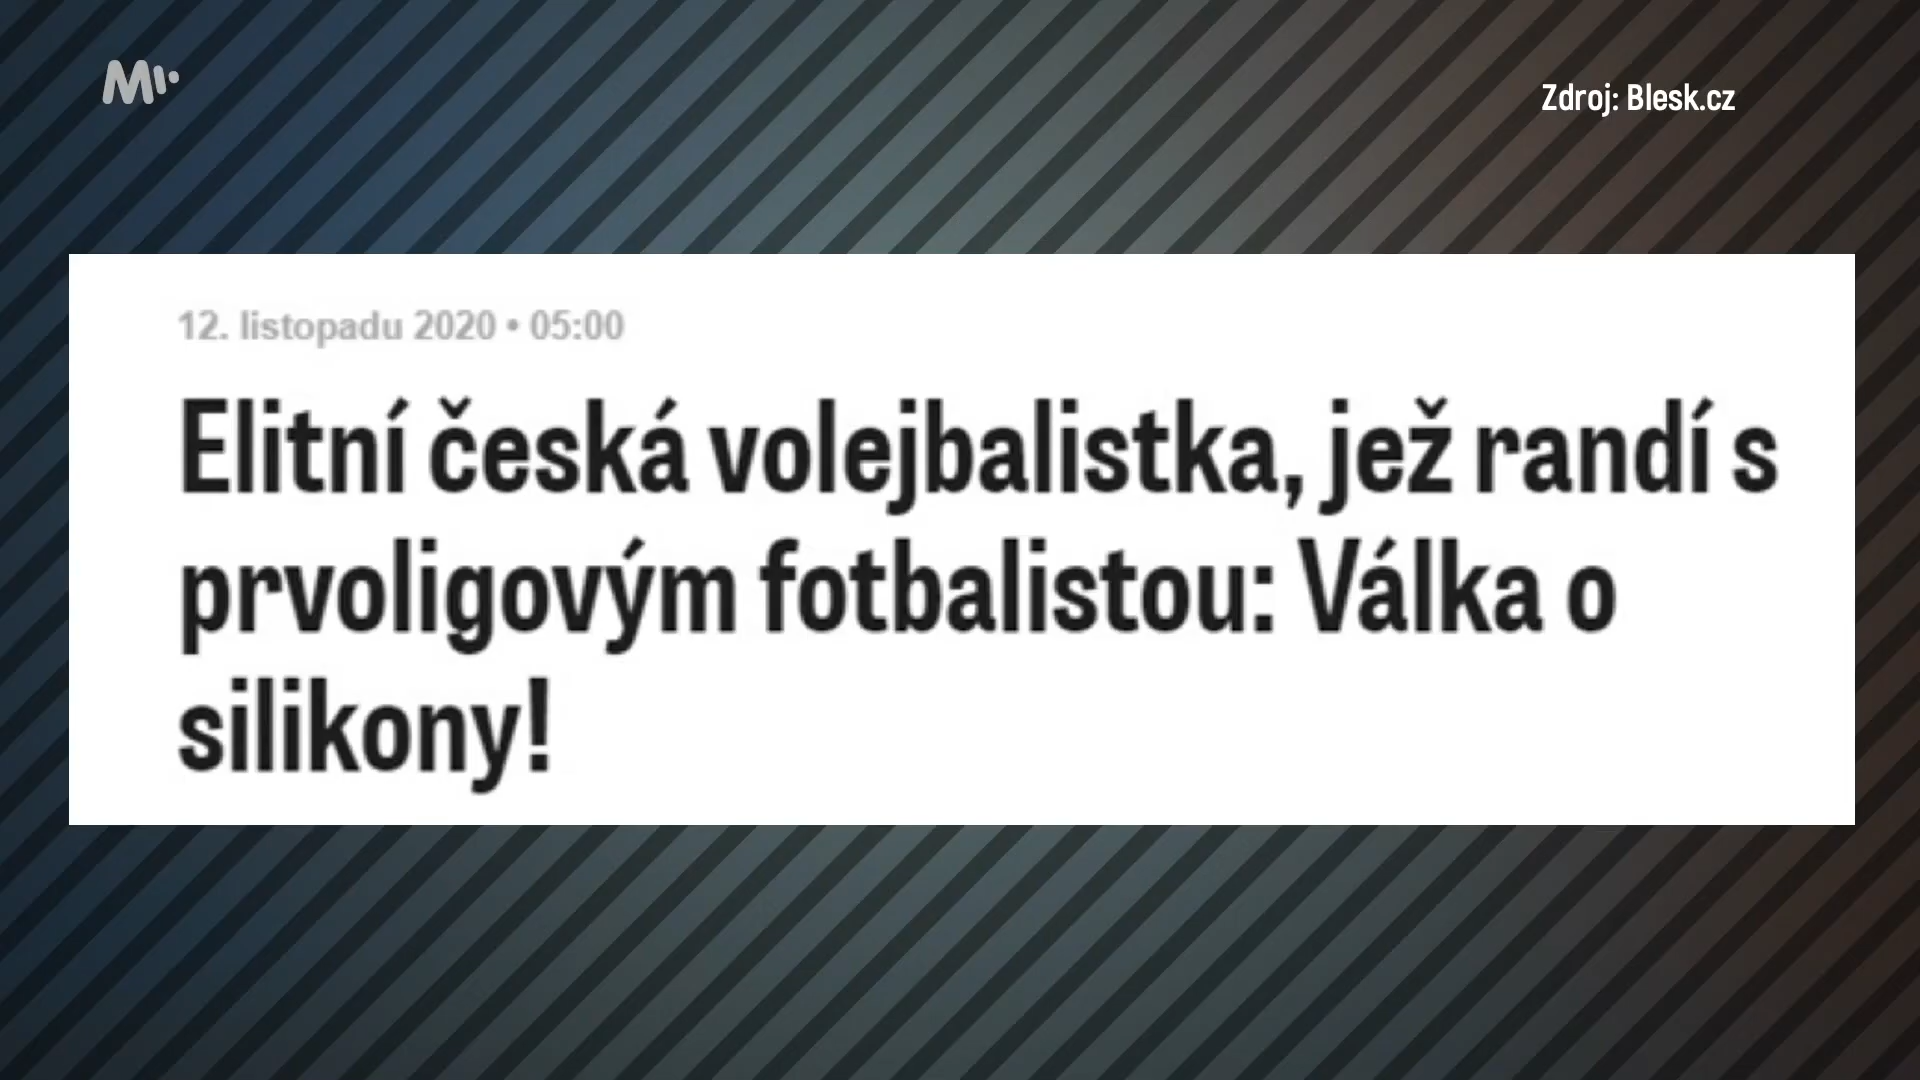 Zdroj: Blesk.cz
12. listopadu 2020 • 05:00
Elitní česká volejbalistka, jež randí s
prvoligovým fotbalistou: Válka o
silikony!